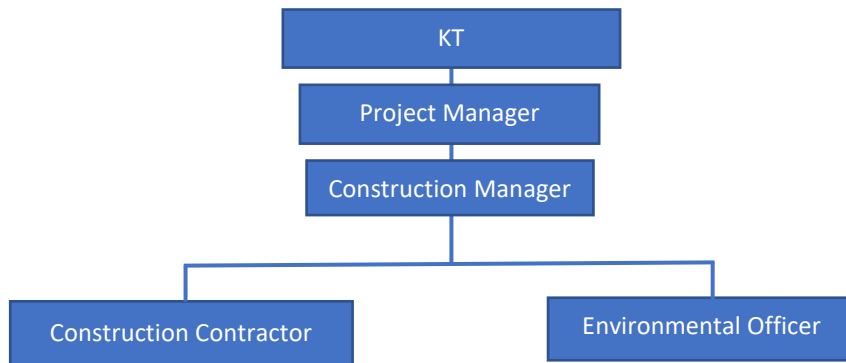 KT
Project Manager
Construction Manager
Construction Contractor
Environmental Officer